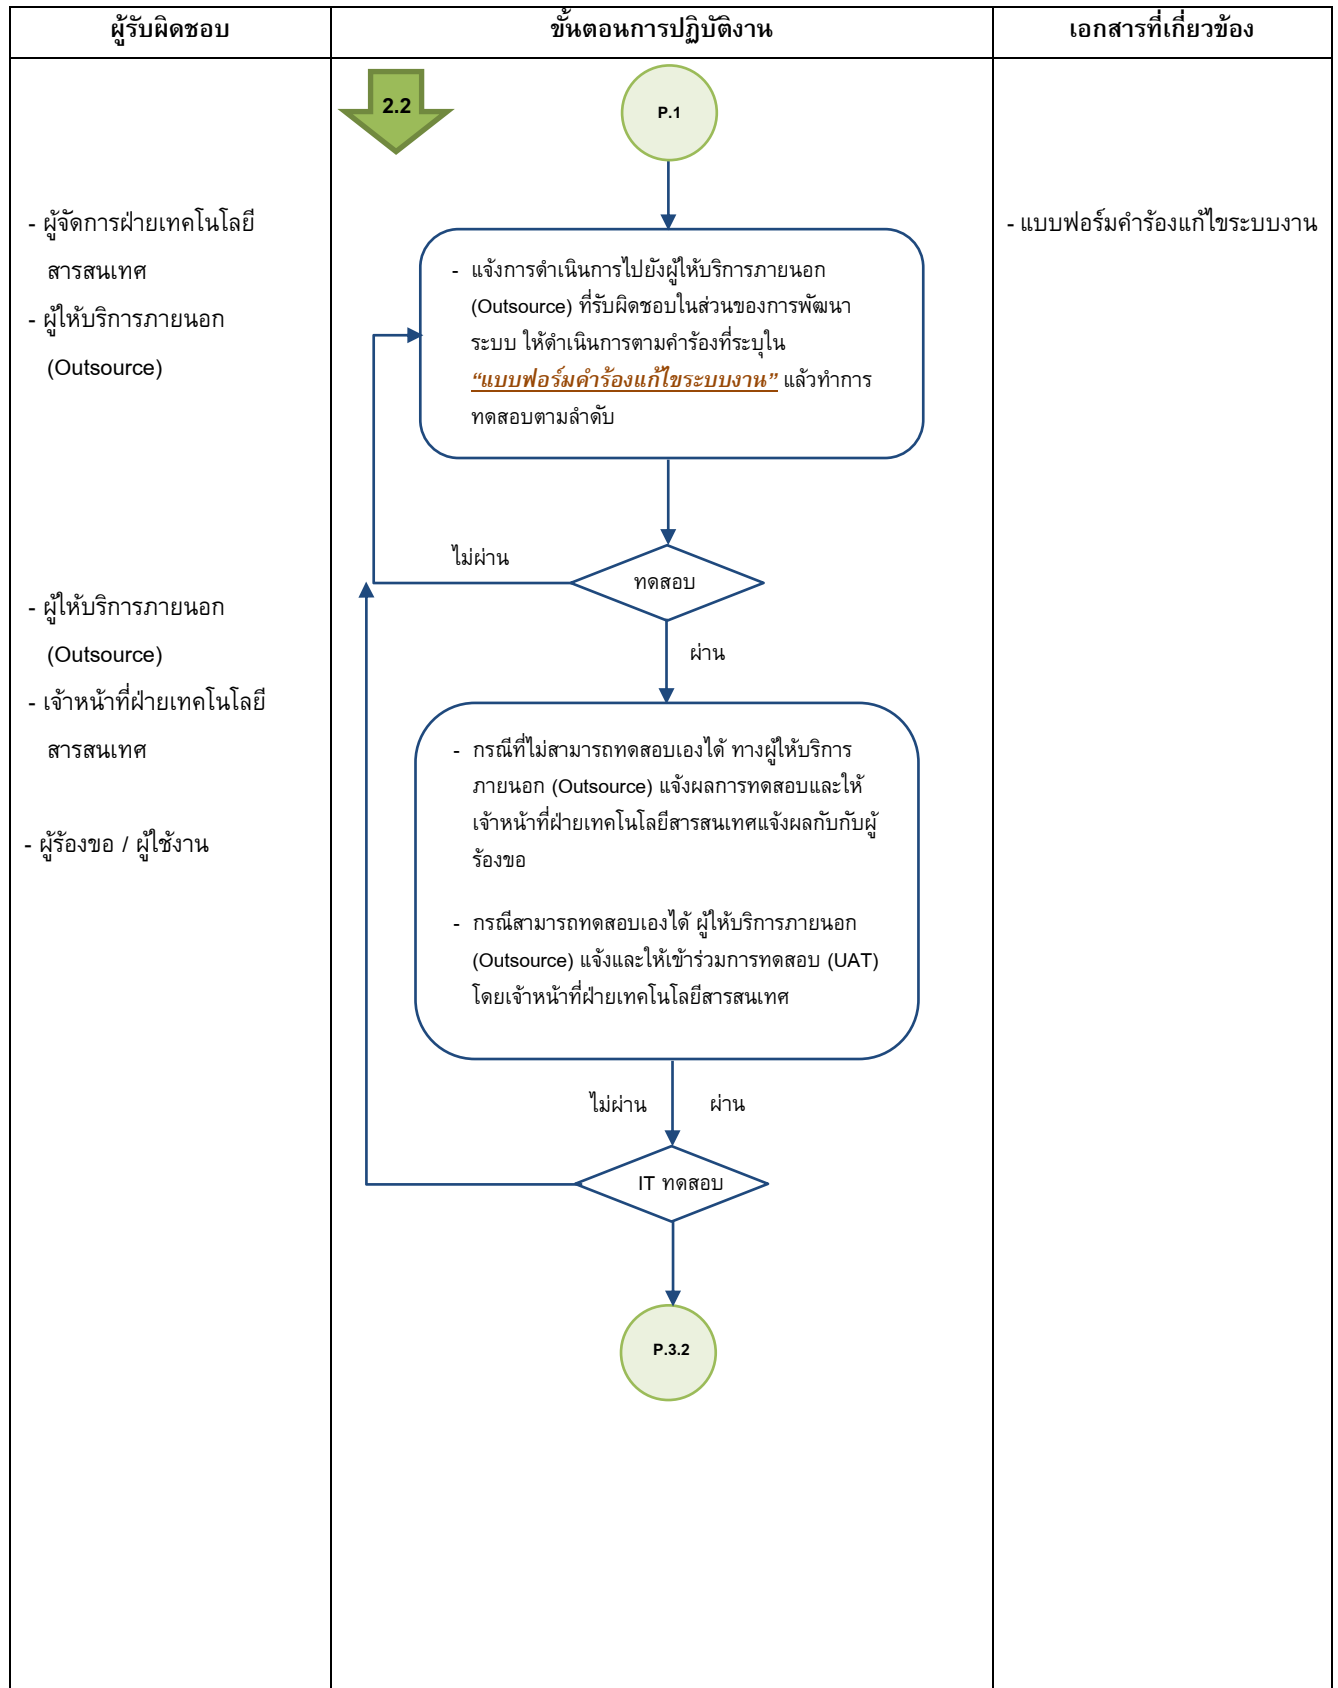 ผู้รับผิดชอบ
ขั้นตอนการปฏิบัติงาน
เอกสารที่เกี่ยวข้อง
2.2
P.1
- ผู้จัดการฝ่ายเทคโนโลยี
สารสนเทศ
- ผู้ให้บริการภายนอก
(Outsource)
- แจ้งการดำเนินการไปยังผู้ให้บริการภายนอก
(Outsource) ที่รับผิดชอบในส่วนของการพัฒนา
ระบบ ให้ดำเนินการตามคำร้องที่ระบุใน
“แบบฟอร์มคำร้องแก้ไขระบบงาน” แล้วทำการ
ทดสอบตามลำดับ
- แบบฟอร์มคำร้องแก้ไขระบบงาน
ไม่ผ่าน
ทดสอบ
ผ่าน
- ผู้ให้บริการภายนอก
(Outsource)
- เจ้าหน้าที่ฝ่ายเทคโนโลยี
สารสนเทศ
- ผู้ร้องขอ / ผู้ใช้งาน
- กรณีที่ไม่สามารถทดสอบเองได้ ทางผู้ให้บริการ
ภายนอก (Outsource) แจ้งผลการทดสอบและให้
เจ้าหน้าที่ฝ่ายเทคโนโลยีสารสนเทศแจ้งผลกับกับผู้
ร้องขอ
- กรณีสามารถทดสอบเองได้ ผู้ให้บริการภายนอก
(Outsource) แจ้งและให้เข้าร่วมการทดสอบ (UAT)
โดยเจ้าหน้าที่ฝ่ายเทคโนโลยีสารสนเทศ
ไม่ผ่าน ผ่าน
IT ทดสอบ
P.3.2